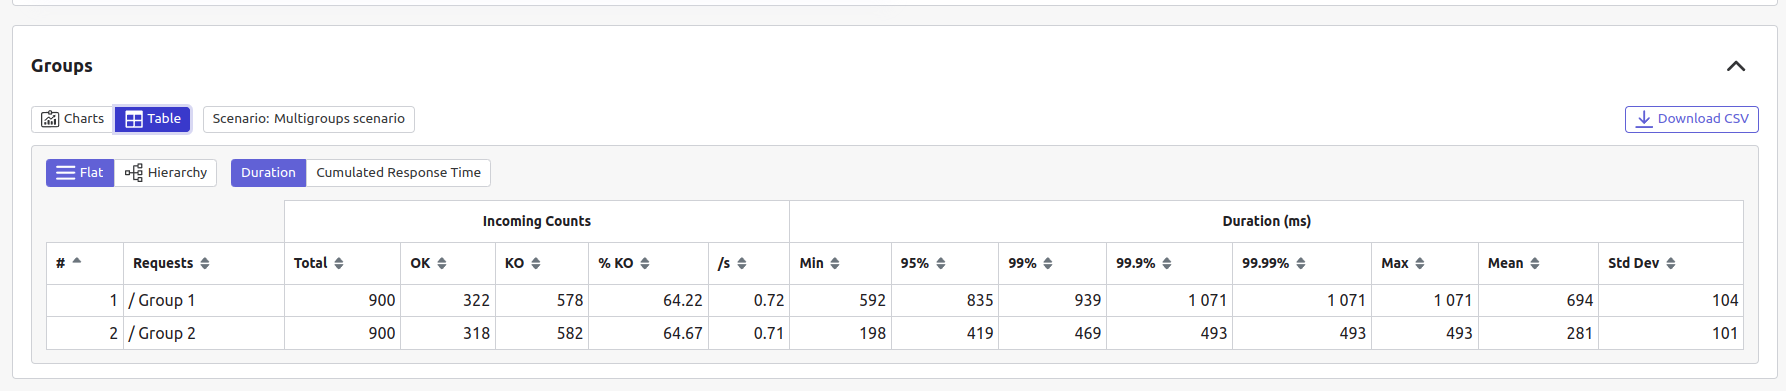 Groups
Charts Table Scenario: Multigroups scenario Download CSV
Flat Hierarchy Duration Cumulated Response Time
Incoming Counts Duration (ms)
# Requests Total OK KO % KO /s Min 95% 99% 99.9% 99.99% Max Mean Std Dev
1 / Group 1 900 322 578 64.22 0.72 592 835 939 1 071 1 071 1 071 694 104
2 / Group 2 900 318 582 64.67 0.71 198 419 469 493 493 493 281 101